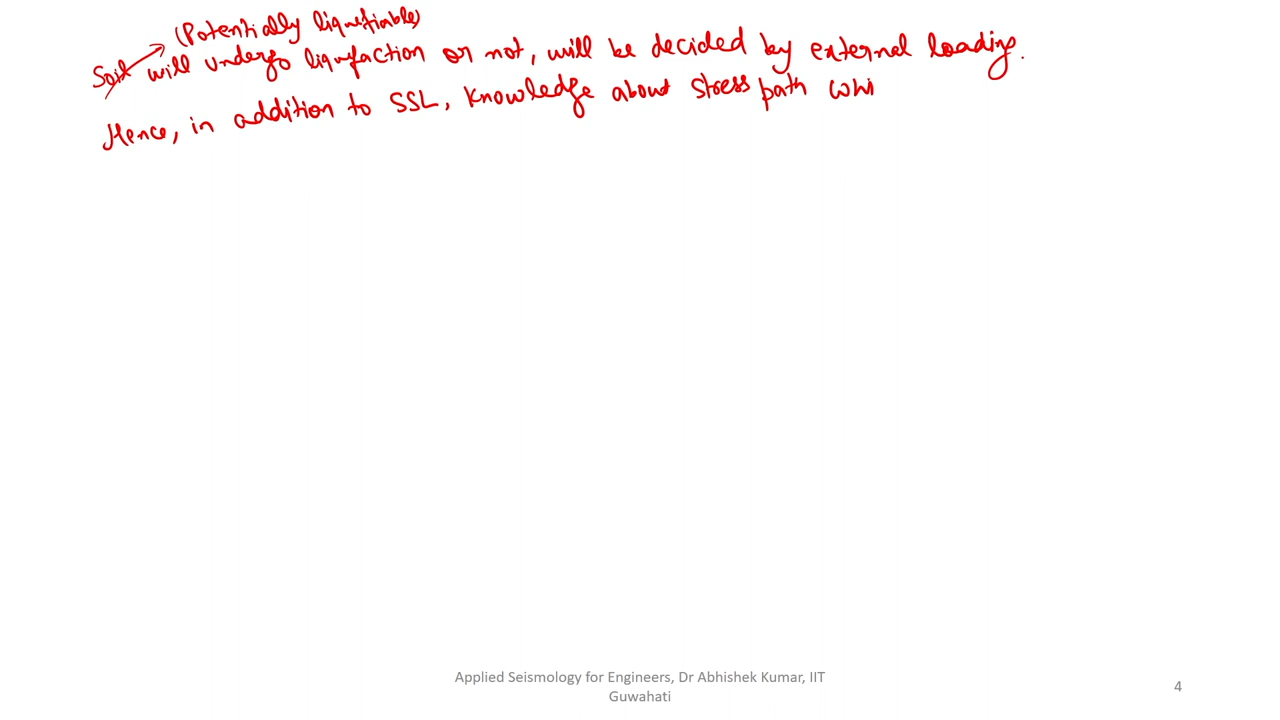 (Potentially liquefiable)
Soil will undergo liquefaction or not, will be decided by external loading.
Hence, in addition to SSL, knowledge about stress path whi
Applied Seismology for Engineers, Dr Abhishek Kumar, IIT
Guwahati
4